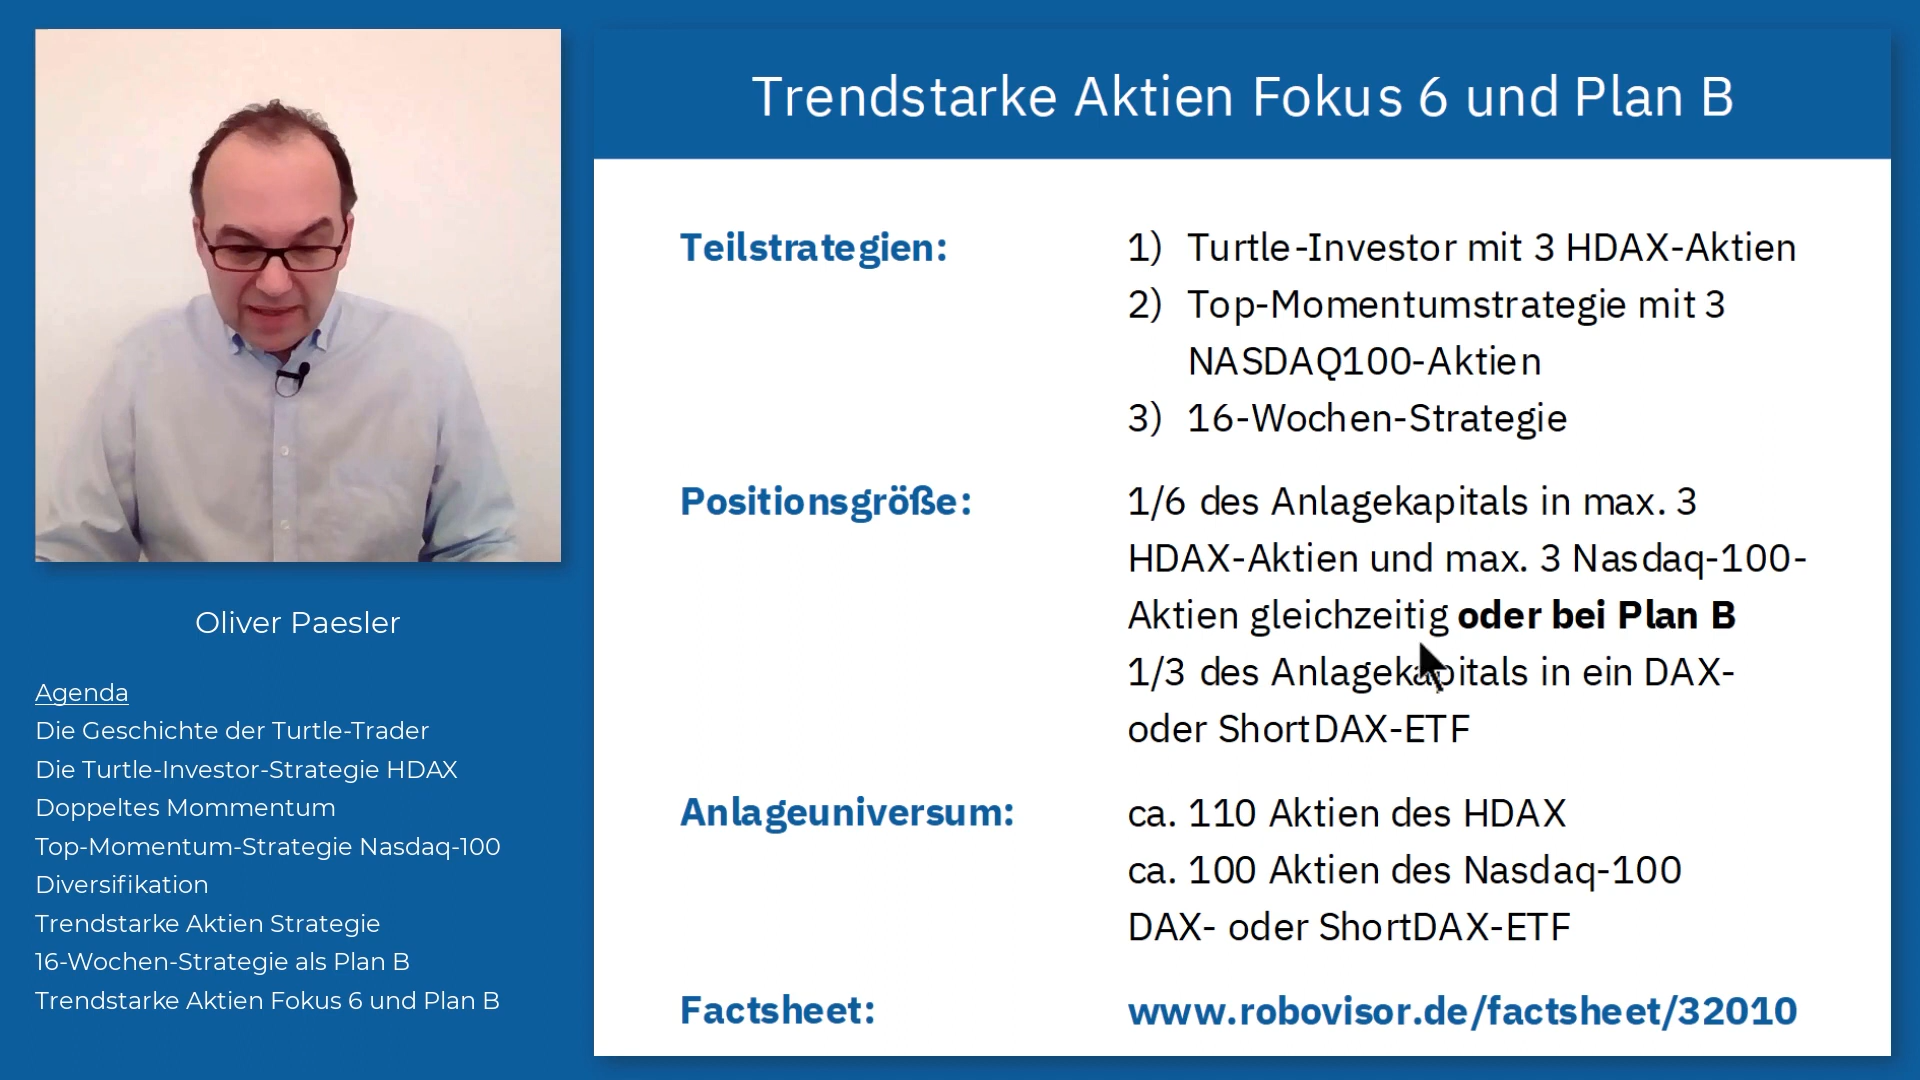 Trendstarke Aktien Fokus 6 und Plan B
Teilstrategien:
1) Turtle-Investor mit 3 HDAX-Aktien
2) Top-Momentumstrategie mit 3
NASDAQ100-Aktien
3) 16-Wochen-Strategie
Positionsgröße:
1/6 des Anlagekapitals in max. 3
HDAX-Aktien und max. 3 Nasdaq-100-
Aktien gleichzeitig oder bei Plan B
1/3 des Anlagekapitals in ein DAX-
oder ShortDAX-ETF
Anlageuniversum:
ca. 110 Aktien des HDAX
ca. 100 Aktien des Nasdaq-100
DAX- oder ShortDAX-ETF
Factsheet:
www.robovisor.de/factsheet/32010
Oliver Paesler
Agenda
Die Geschichte der Turtle-Trader
Die Turtle-Investor-Strategie HDAX
Doppeltes Mommentum
Top-Momentum-Strategie Nasdaq-100
Diversifikation
Trendstarke Aktien Strategie
16-Wochen-Strategie als Plan B
Trendstarke Aktien Fokus 6 und Plan B